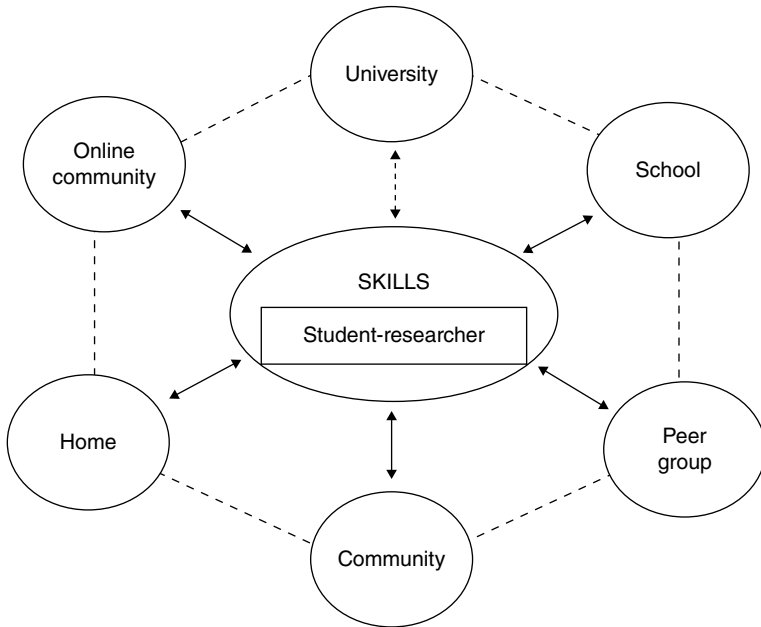 University
Online
community
School
SKILLS
Student-researcher
Home
Peer
group
Community